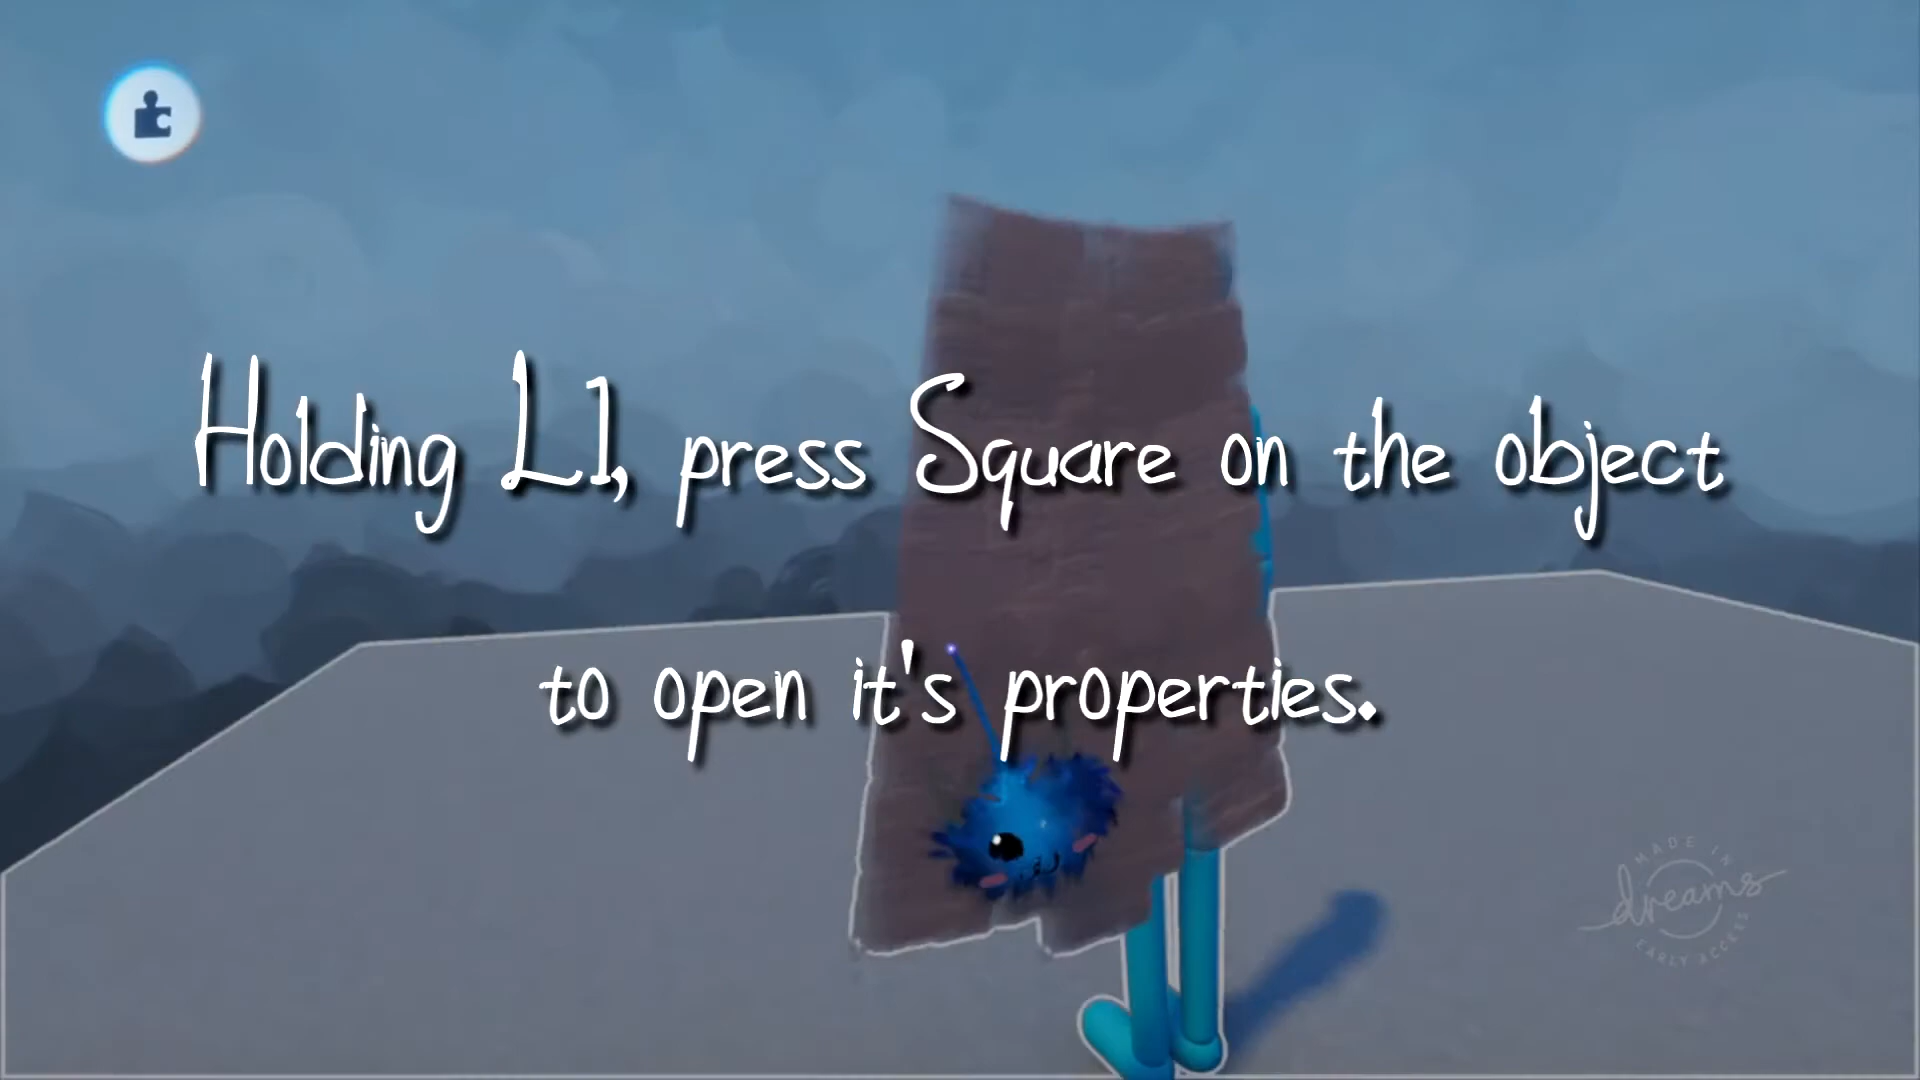 Holding L1, press Square on the object
to open it's properties.
MADE IN
dreams
EARLY ACCESS